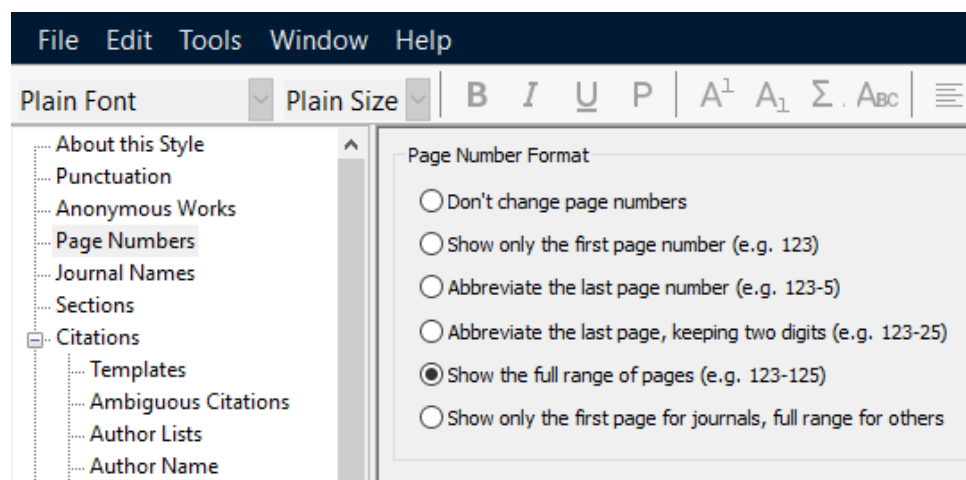 File Edit Tools Window Help
Plain Font Plain Size B I U P A1 A1 Σ . ABC
About this Style
Punctuation
Anonymous Works
Page Numbers
Journal Names
Sections
Citations
Templates
Ambiguous Citations
Author Lists
Author Name
Page Number Format
Don't change page numbers
Show only the first page number (e.g. 123)
Abbreviate the last page number (e.g. 123-5)
Abbreviate the last page, keeping two digits (e.g. 123-25)
Show the full range of pages (e.g. 123-125)
Show only the first page for journals, full range for others